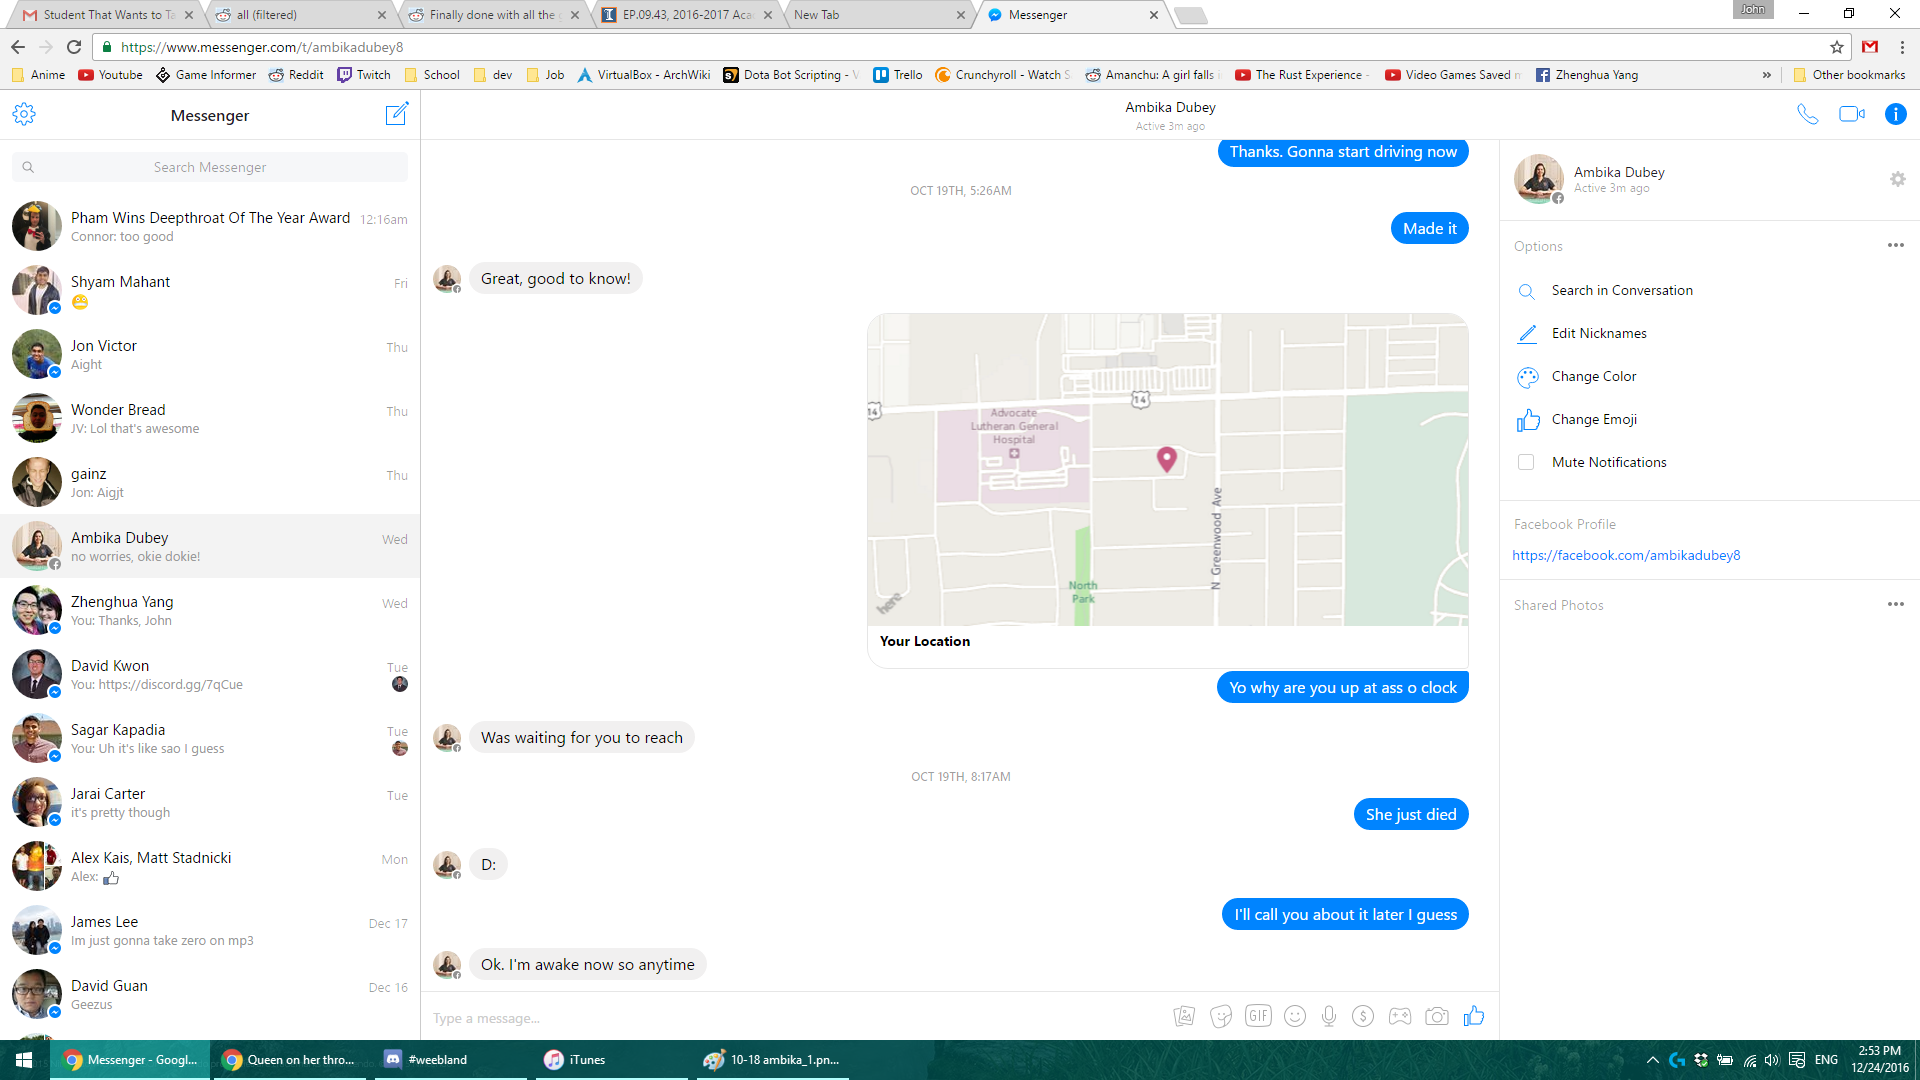 Student That Wants to Ta
all (filtered)
Finally done with all the
EP.09.43, 2016-2017 Aca
New Tab
Messenger
John
https://www.messenger.com/t/ambikadubey8
Anime
Youtube
Game Informer
Reddit
Twitch
School
dev
Job
VirtualBox - ArchWiki
Dota Bot Scripting -
Trello
Crunchyroll - Watch S
Amanchu: A girl falls
The Rust Experience -
Video Games Saved
Zhenghua Yang
» Other bookmarks
Messenger
Search Messenger
Pham Wins Deepthroat Of The Year Award 12:16am
Connor: too good
Shyam Mahant Fri
Jon Victor Thu
Aight
Wonder Bread Thu
JV: Lol that's awesome
gainz Thu
Jon: Aigjt
Ambika Dubey Wed
no worries, okie dokie!
Zhenghua Yang Wed
You: Thanks, John
David Kwon Tue
You: https://discord.gg/7qCue
Sagar Kapadia Tue
You: Uh it's like sao I guess
Jarai Carter Tue
it's pretty though
Alex Kais, Matt Stadnicki Mon
Alex:
James Lee Dec 17
Im just gonna take zero on mp3
David Guan Dec 16
Geezus
Ambika Dubey
Active 3m ago
Thanks. Gonna start driving now
OCT 19TH, 5:26AM
Made it
Great, good to know!
14
14
Advocate
Lutheran General
Hospital
N Greenwood Ave
North
Park
here
Your Location
Yo why are you up at ass o clock
Was waiting for you to reach
OCT 19TH, 8:17AM
She just died
D:
I'll call you about it later I guess
Ok. I'm awake now so anytime
Type a message...
GIF
$
Ambika Dubey
Active 3m ago
Options
Search in Conversation
Edit Nicknames
Change Color
Change Emoji
Mute Notifications
Facebook Profile
https://facebook.com/ambikadubey8
Shared Photos
Messenger - Googl...
Queen on her thro...
#weebland
iTunes
10-18 ambika_1.pn...
ENG
2:53 PM
12/24/2016